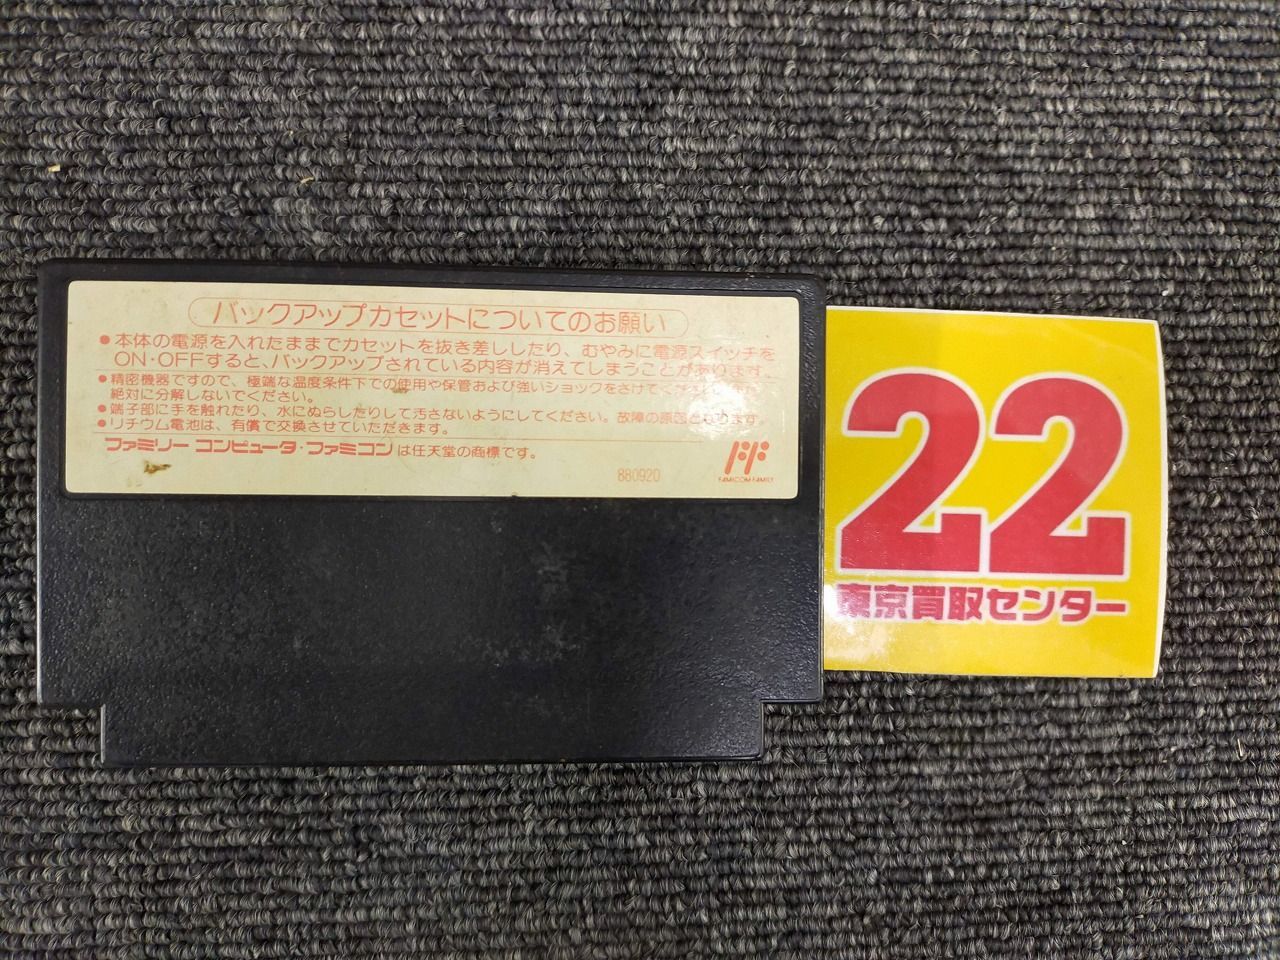 バックアップカセットについてのお願い
●本体の電源を入れたままでカセットを抜き差ししたり、むやみに電源スイッチを
ON・OFFすると、バックアップされている内容が消えてしまうことがあります。
●精密機器ですので、極端な温度条件下での使用や保管および強いショックをさけてください。
絶対に分解しないでください。
●端子部に手を触れたり、水にぬらしたりして汚さないようにしてください。故障の原因となります。
●リチウム電池は、有償で交換させていただきます。
ファミリーコンピュータ・ファミコンは任天堂の商標です。
880920
FF
FAMICOM FAMILY
22
東京買取センター